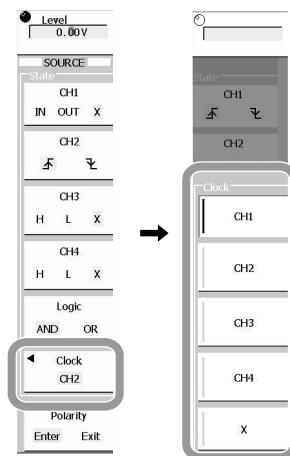 Level
0.00V
SOURCE
State
CH1
IN OUT X
CH2
CH3
H L X
CH4
H L X
Logic
AND OR
Clock
CH2
Polarity
Enter Exit
State
CH1
CH2
Clock
CH1
CH2
CH3
CH4
X